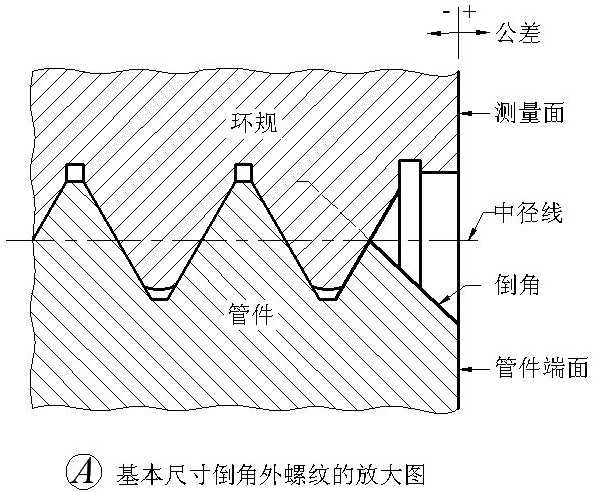 - +
公差
环规
测量面
中径线
倒角
管件
管件端面
A 基本尺寸倒角外螺纹的放大图